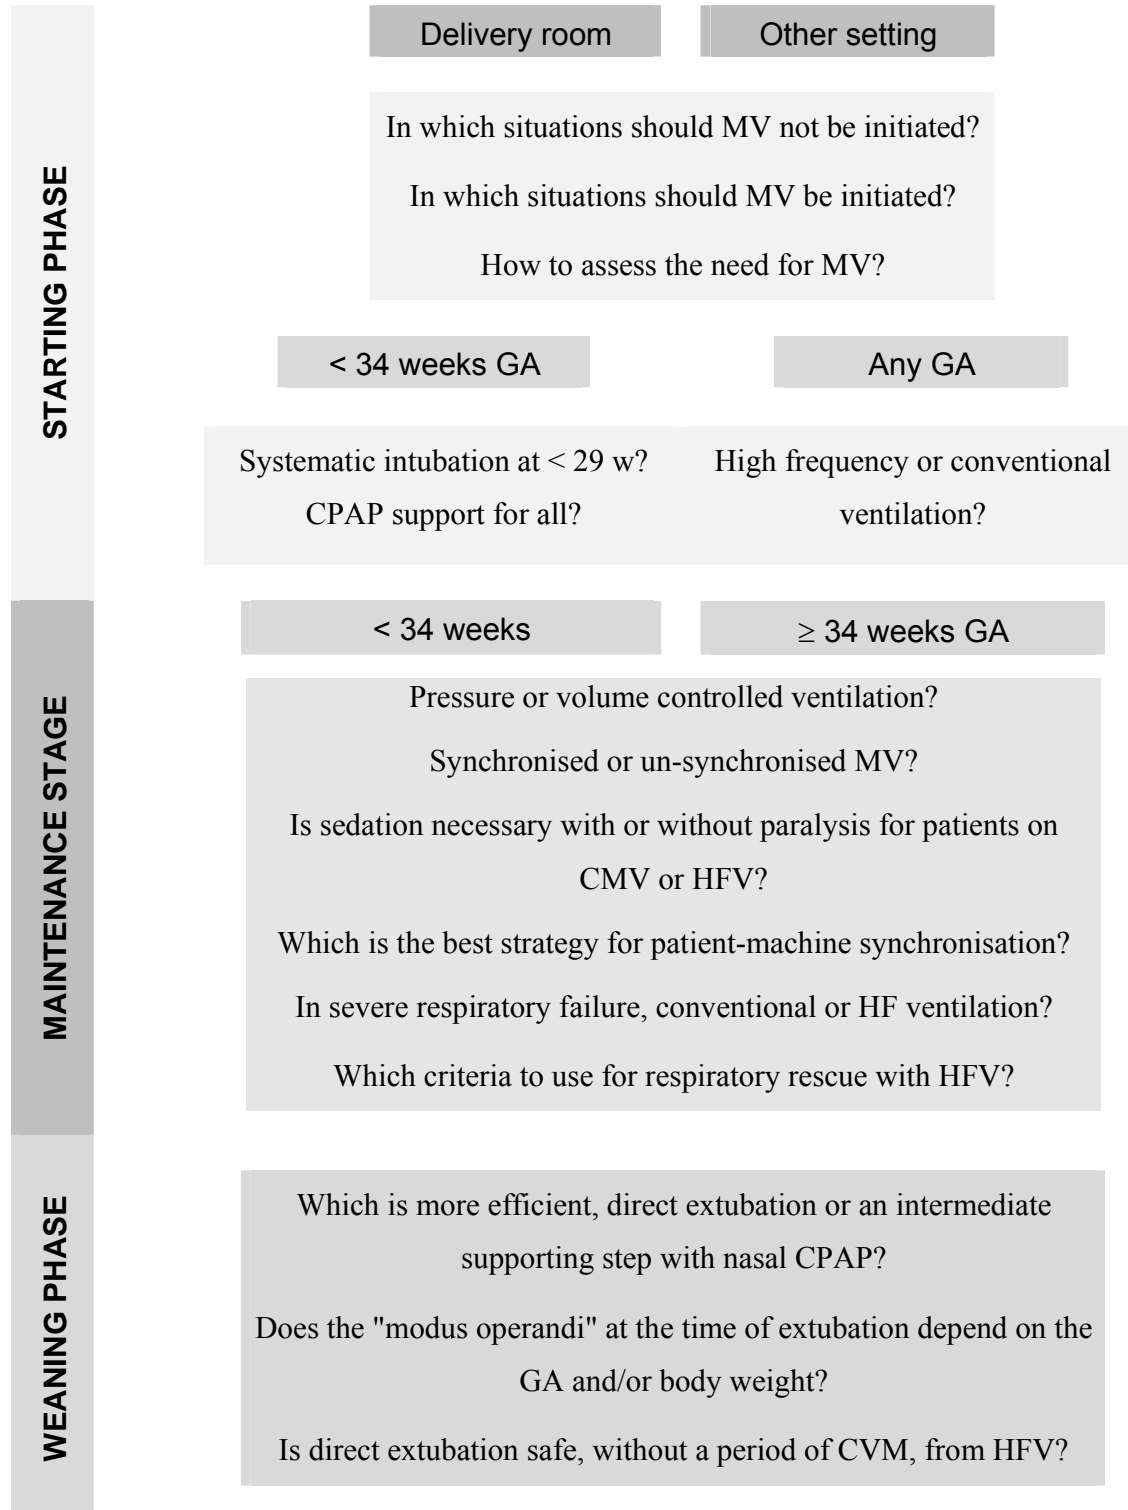 STARTING PHASE
Delivery room
Other setting
In which situations should MV not be initiated?
In which situations should MV be initiated?
How to assess the need for MV?
< 34 weeks GA
Any GA
Systematic intubation at < 29 w?
CPAP support for all?
High frequency or conventional
ventilation?
MAINTENANCE STAGE
< 34 weeks
≥ 34 weeks GA
Pressure or volume controlled ventilation?
Synchronised or un-synchronised MV?
Is sedation necessary with or without paralysis for patients on
CMV or HFV?
Which is the best strategy for patient-machine synchronisation?
In severe respiratory failure, conventional or HF ventilation?
Which criteria to use for respiratory rescue with HFV?
WEANING PHASE
Which is more efficient, direct extubation or an intermediate
supporting step with nasal CPAP?
Does the "modus operandi" at the time of extubation depend on the
GA and/or body weight?
Is direct extubation safe, without a period of CVM, from HFV?